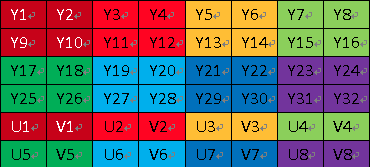 Y1 Y2 Y3 Y4 Y5 Y6 Y7 Y8
Y9 Y10 Y11 Y12 Y13 Y14 Y15 Y16
Y17 Y18 Y19 Y20 Y21 Y22 Y23 Y24
Y25 Y26 Y27 Y28 Y29 Y30 Y31 Y32
U1 V1 U2 V2 U3 V3 U4 V4
U5 V5 U6 V6 U7 V7 U8 V8